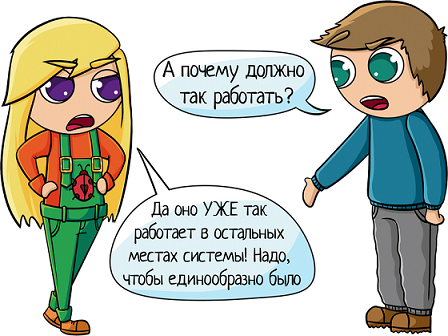 А почему должно
так работать?
Да оно УЖЕ так
работает в остальных
местах системы! Надо,
чтобы единообразно было